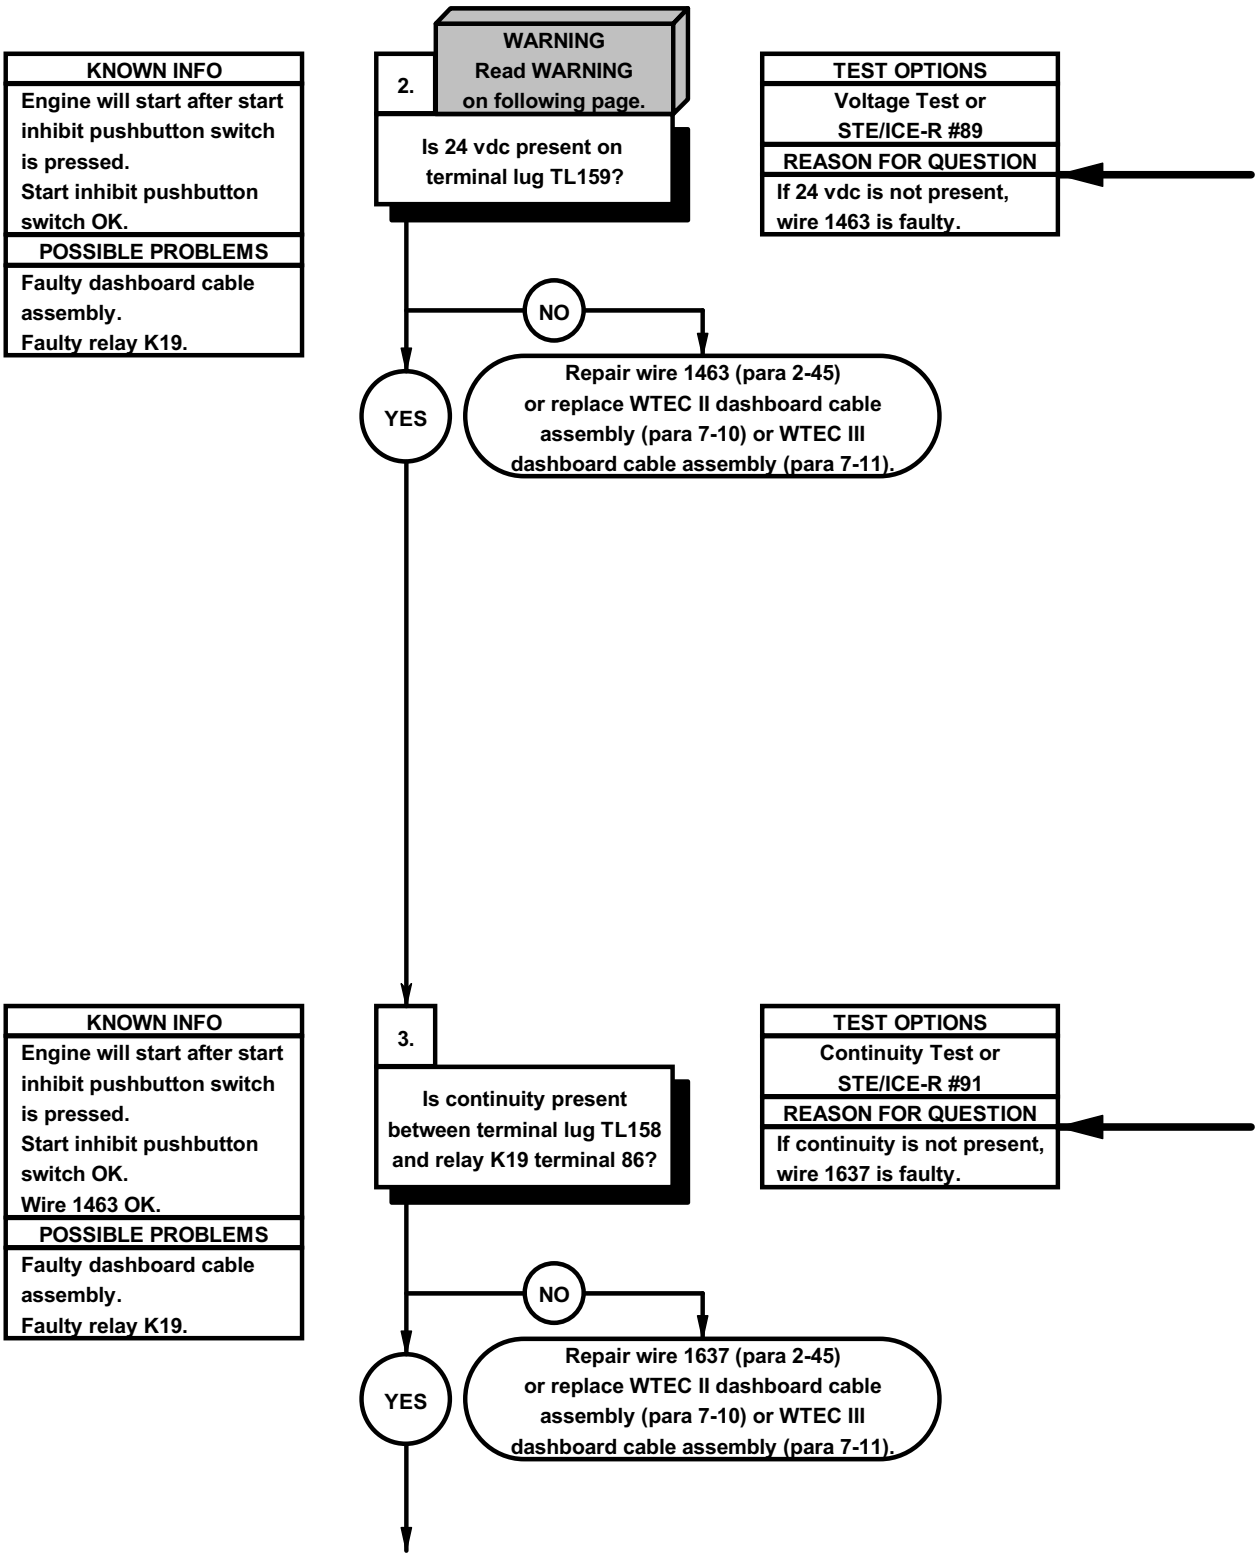 KNOWN INFO
Engine will start after start
inhibit pushbutton switch
is pressed.
Start inhibit pushbutton
switch OK.
POSSIBLE PROBLEMS
Faulty dashboard cable
assembly.
Faulty relay K19.
2.
WARNING
Read WARNING
on following page.
Is 24 vdc present on
terminal lug TL159?
TEST OPTIONS
Voltage Test or
STE/ICE-R #89
REASON FOR QUESTION
If 24 vdc is not present,
wire 1463 is faulty.
NO
YES
Repair wire 1463 (para 2-45)
or replace WTEC II dashboard cable
assembly (para 7-10) or WTEC III
dashboard cable assembly (para 7-11).
KNOWN INFO
Engine will start after start
inhibit pushbutton switch
is pressed.
Start inhibit pushbutton
switch OK.
Wire 1463 OK.
POSSIBLE PROBLEMS
Faulty dashboard cable
assembly.
Faulty relay K19.
3.
Is continuity present
between terminal lug TL158
and relay K19 terminal 86?
TEST OPTIONS
Continuity Test or
STE/ICE-R #91
REASON FOR QUESTION
If continuity is not present,
wire 1637 is faulty.
NO
YES
Repair wire 1637 (para 2-45)
or replace WTEC II dashboard cable
assembly (para 7-10) or WTEC III
dashboard cable assembly (para 7-11).